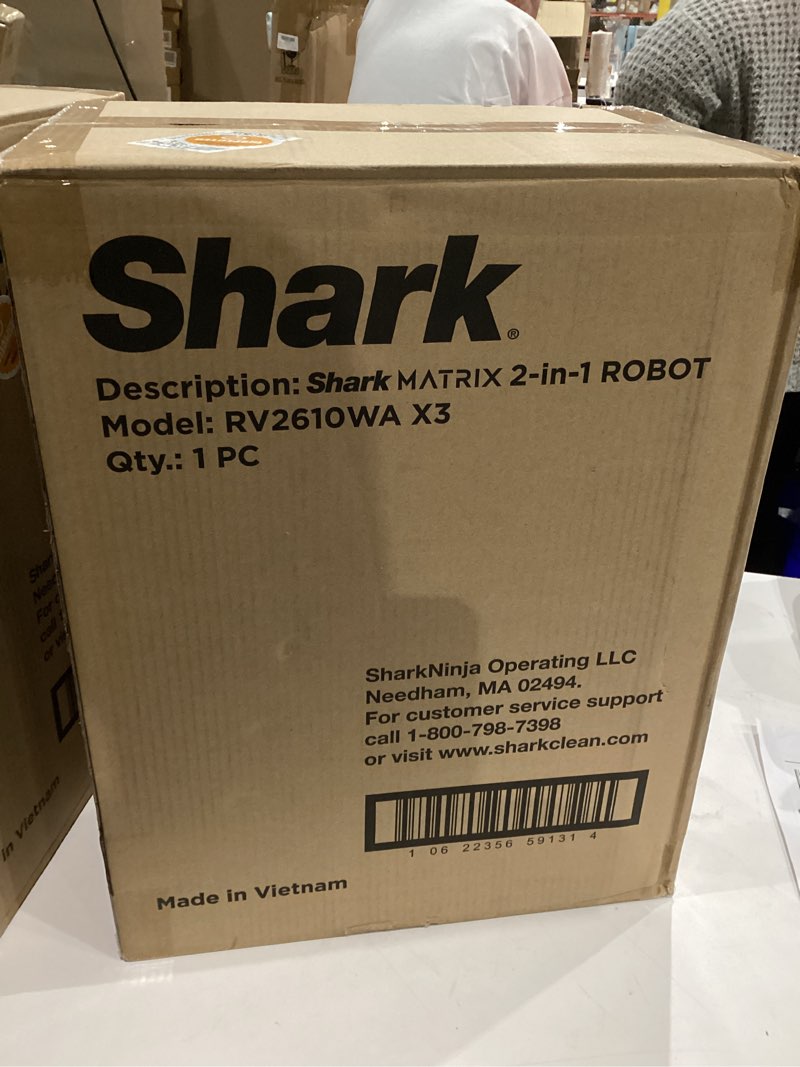 Shark®
Description: Shark MATRIX 2-in-1 ROBOT
Model: RV2610WA X3
Qty.: 1 PC
SharkNinja Operating LLC
Needham, MA 02494.
For customer service support
call 1-800-798-7398
or visit www.sharkclean.com
1 06 22356 59131 4
Made in Vietnam
in Vietnam